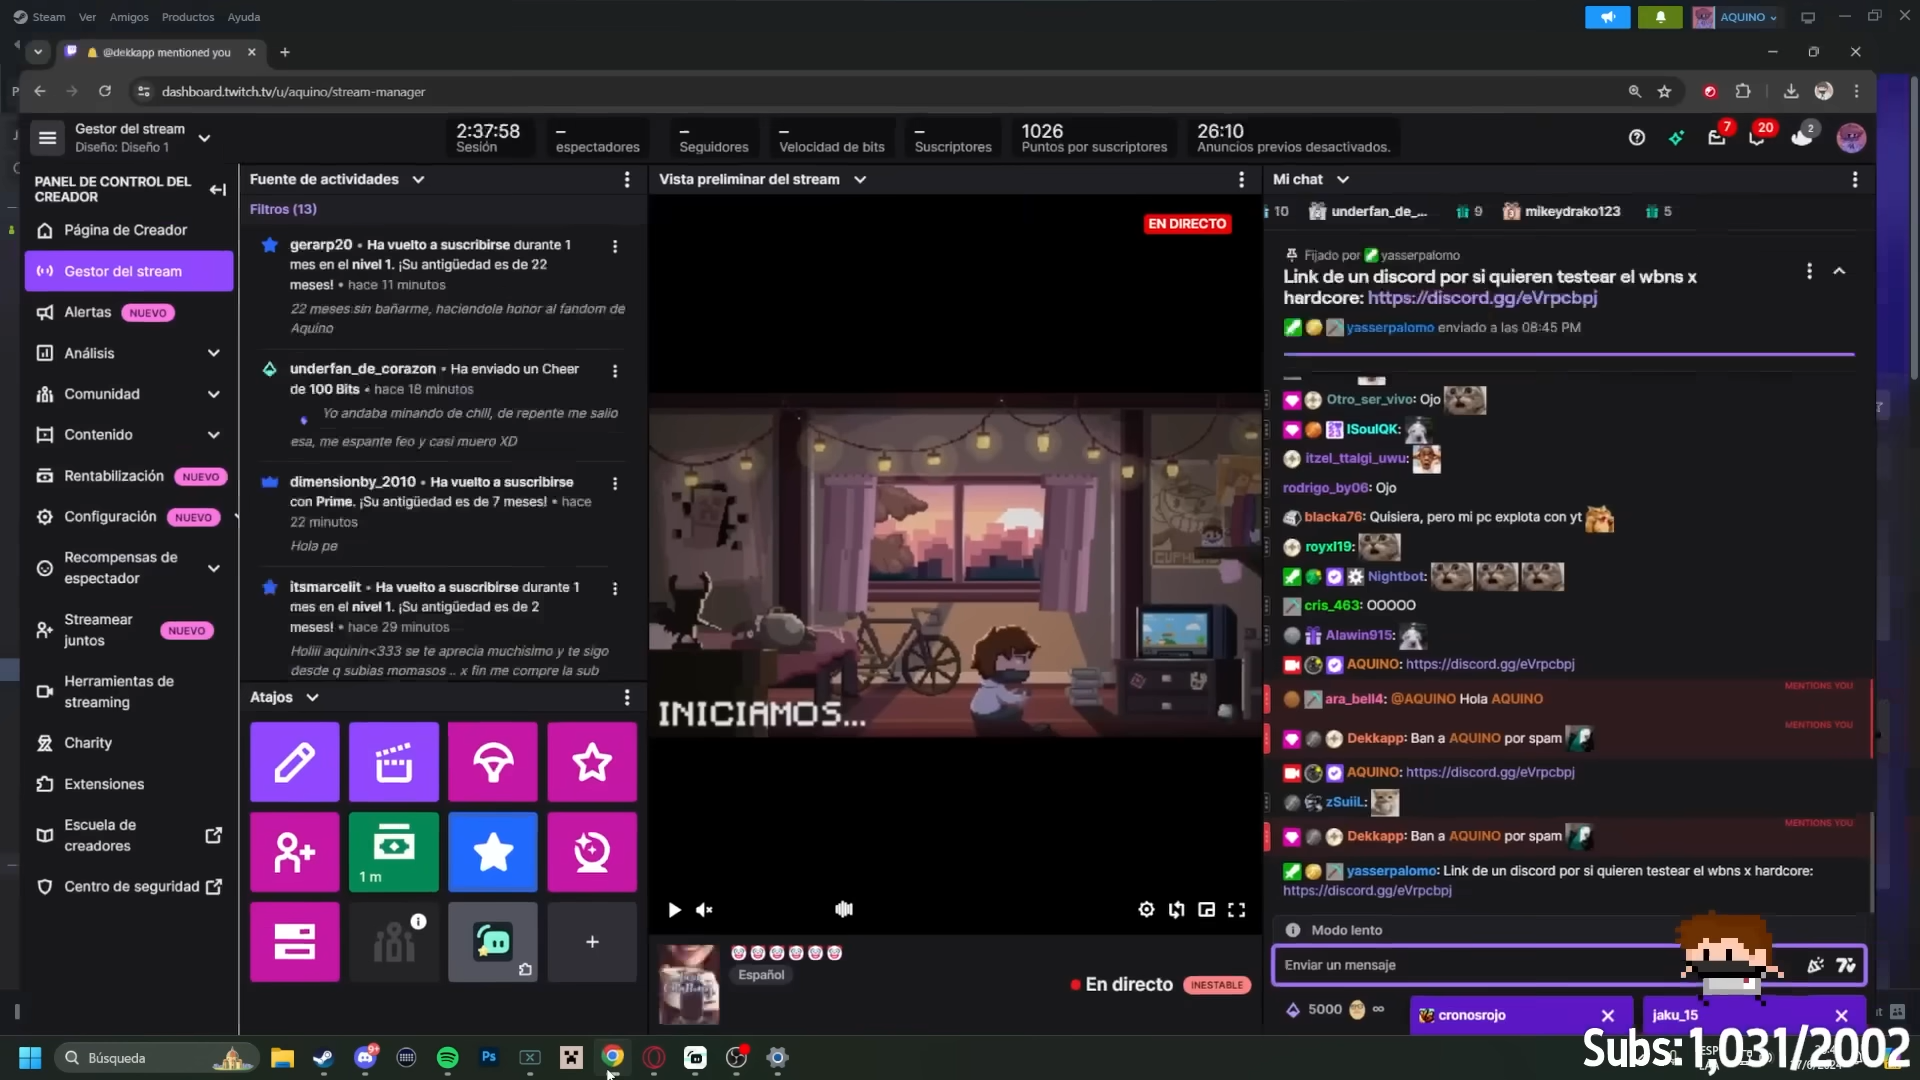 Steam Ver Amigos Productos Ayuda
AQUINO
@dekkapp mentioned you
dashboard.twitch.tv/u/aquino/stream-manager
Gestor del stream
Diseño: Diseño 1
2:37:58
Sesión
–
espectadores
–
Seguidores
–
Velocidad de bits
–
Suscriptores
1026
Puntos por suscriptores
26:10
Anuncios previos desactivados.
7
20
2
PANEL DE CONTROL DEL
CREADOR
Página de Creador
Gestor del stream
Alertas NUEVO
Análisis
Comunidad
Contenido
Rentabilización NUEVO
Configuración NUEVO
Recompensas de
espectador
Streamear
juntos NUEVO
Herramientas de
streaming
Charity
Extensiones
Escuela de
creadores
Centro de seguridad
Fuente de actividades
Filtros (13)
gerarp20 • Ha vuelto a suscribirse durante 1
mes en el nivel 1. ¡Su antigüedad es de 22
meses! • hace 11 minutos
22 meses sin bañarme, haciendole honor al fandom de
Aquino
underfan_de_corazon • Ha enviado un Cheer
de 100 Bits • hace 18 minutos
Yo andaba minando de chill, de repente me salio
esa, me espante feo y casi muero XD
dimensionby_2010 • Ha vuelto a suscribirse
con Prime. ¡Su antigüedad es de 7 meses! • hace
22 minutos
Hola pe
itsmarcelit • Ha vuelto a suscribirse durante 1
mes en el nivel 1. ¡Su antigüedad es de 2
meses! • hace 29 minutos
Holiii aquinin<333 se te aprecia muchisimo y te sigo
desde q subias momasos .. x fin me compre la sub
Atajos
1 m
Vista preliminar del stream
EN DIRECTO
CUPHEAD
INICIAMOS...
Español
En directo INESTABLE
Mi chat
10 underfan_de_... 9 mikeydrako123 5
Fijado por yasserpalomo
Link de un discord por si quieren testear el wbns x
hardcore: https://discord.gg/eVrpcbpj
yasserpalomo enviado a las 08:45 PM
Otro_ser_vivo: Ojo
ISoulQK:
itzel_ttalgi_uwu:
rodrigo_by06: Ojo
blacka76: Quisiera, pero mi pc explota con yt
royxl19:
Nightbot:
cris_463: OOOOO
Alawin915:
AQUINO: https://discord.gg/eVrpcbpj
MENTIONS YOU
ara_bell4: @AQUINO Hola AQUINO
MENTIONS YOU
Dekkapp: Ban a AQUINO por spam
AQUINO: https://discord.gg/eVrpcbpj
zSuiiL:
MENTIONS YOU
Dekkapp: Ban a AQUINO por spam
yasserpalomo: Link de un discord por si quieren testear el wbns x hardcore:
https://discord.gg/eVrpcbpj
Modo lento
Enviar un mensaje
5000 ∞
cronosrojo
jaku_15
Búsqueda
Ps
Subs:1,031/2002